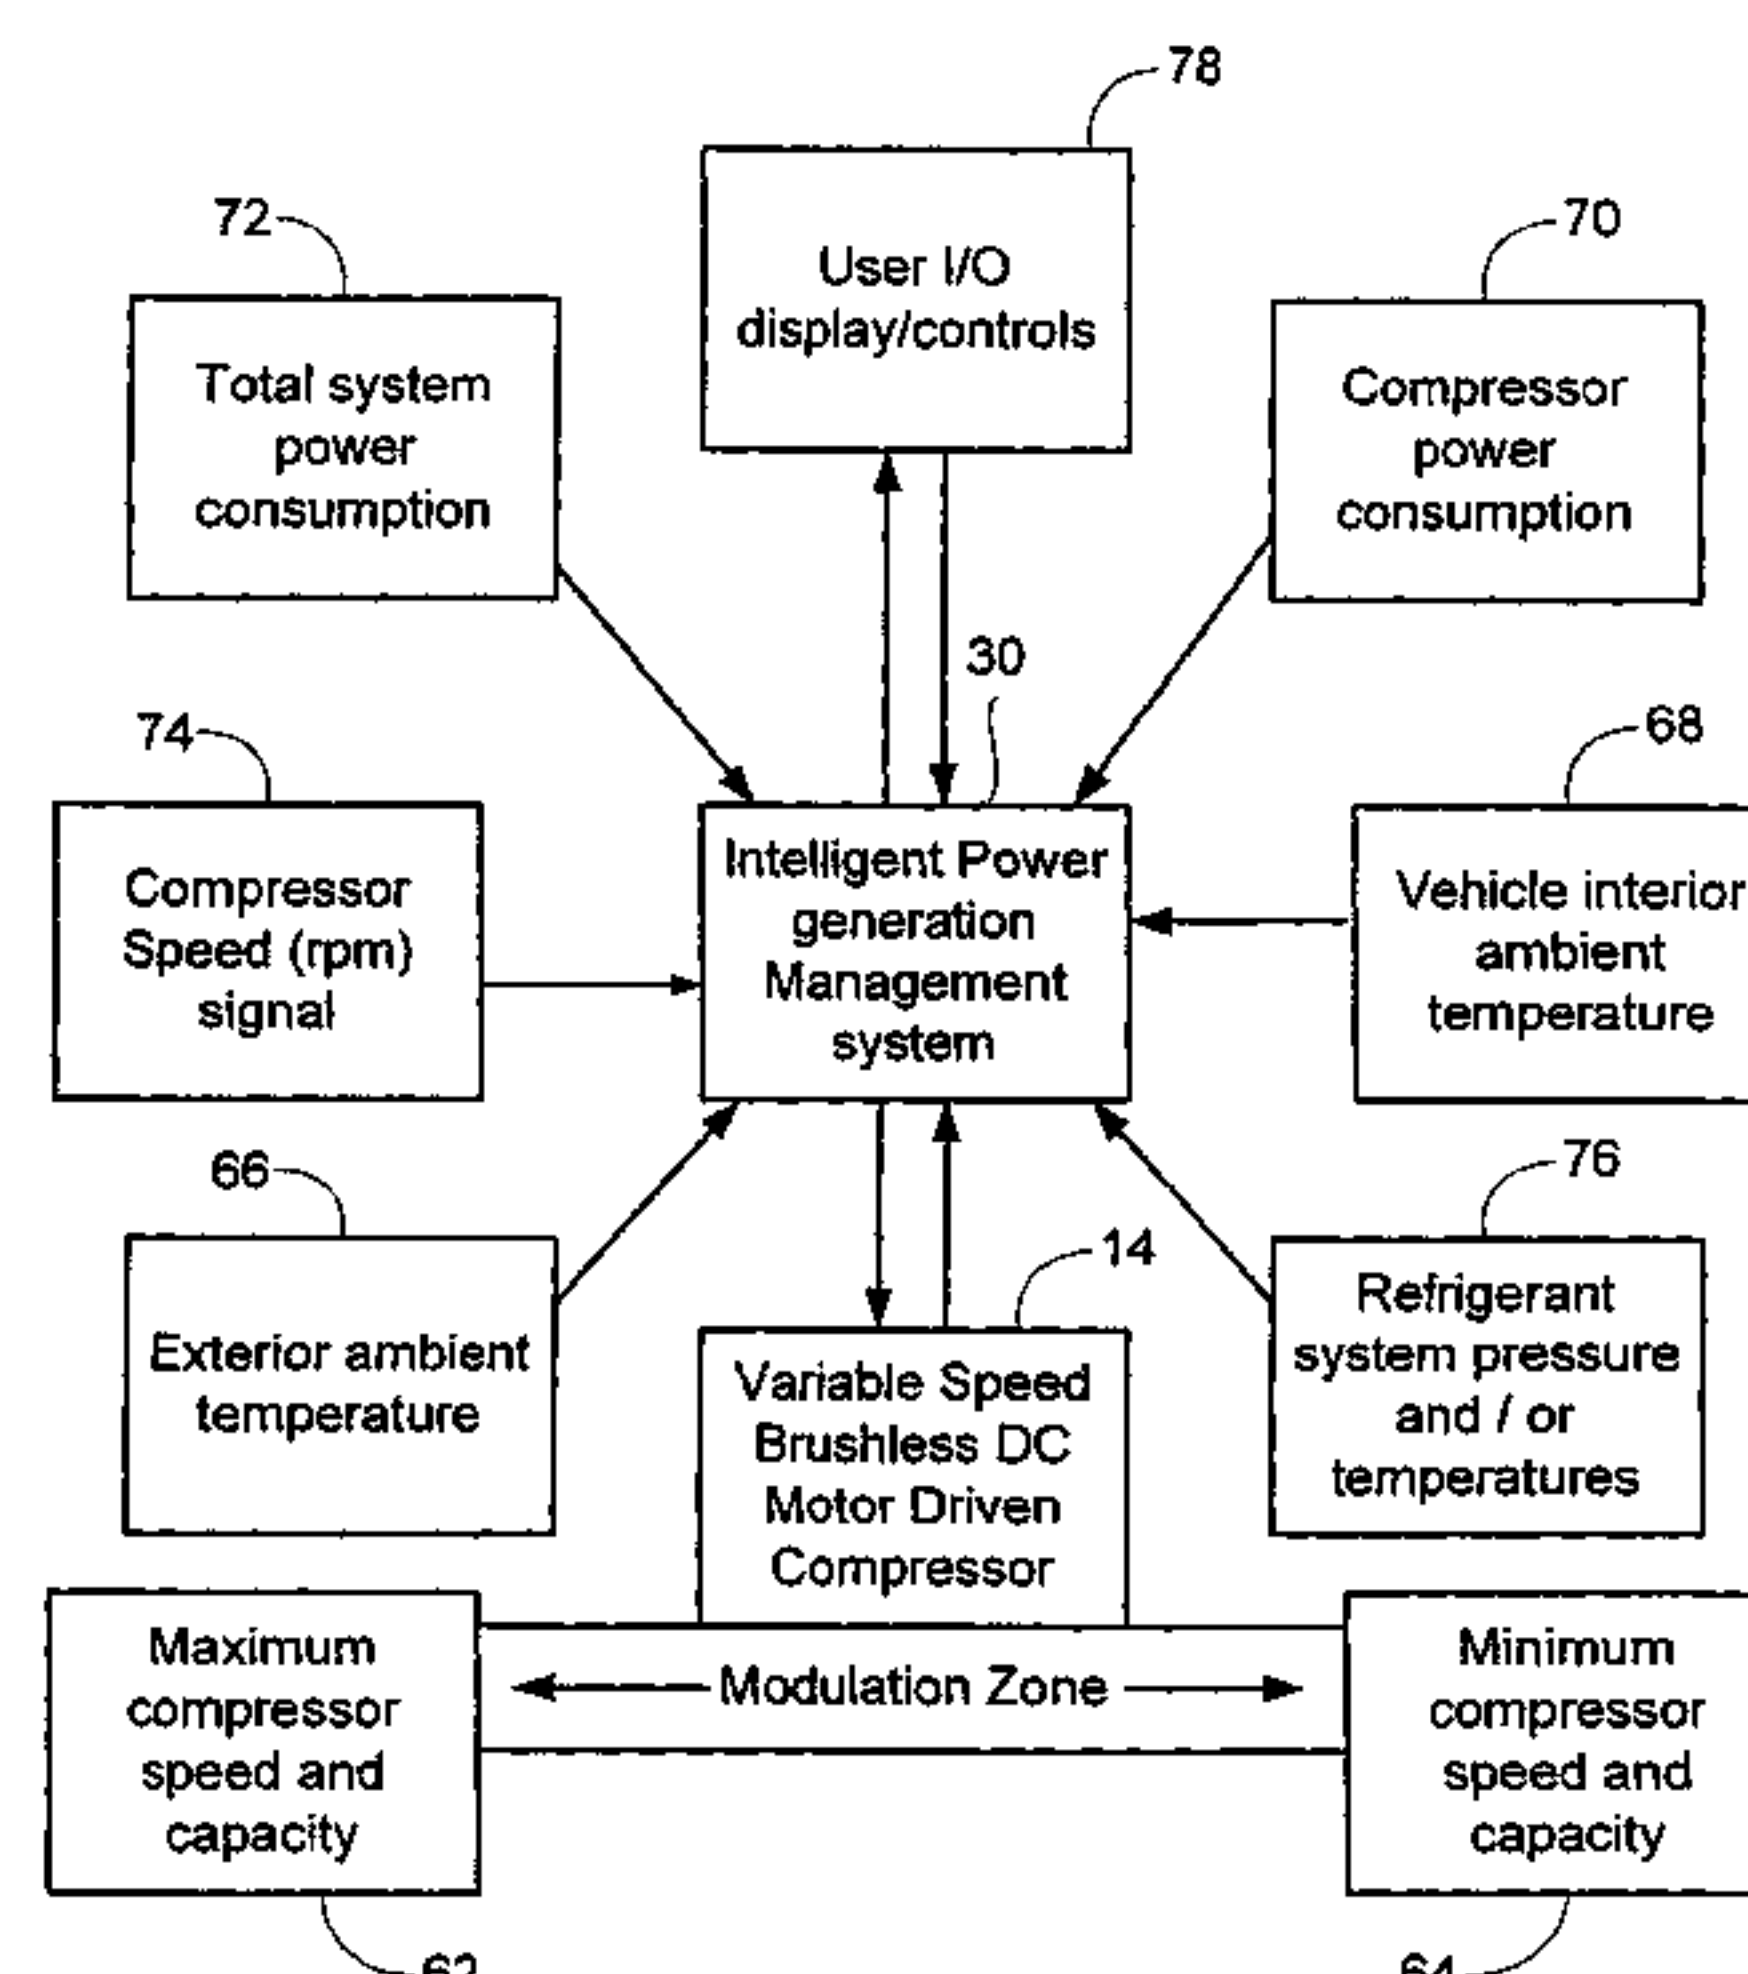 78
72
70
User I/O
display/controls
Total system
power
consumption
Compressor
power
consumption
30
74
68
Compressor
Speed (rpm)
signal
Intelligent Power
generation
Management
system
Vehicle interior
ambient
temperature
66
76
14
Exterior ambient
temperature
Variable Speed
Brushless DC
Motor Driven
Compressor
Refrigerant
system pressure
and / or
temperatures
Maximum
compressor
speed and
capacity
Modulation Zone
Minimum
compressor
speed and
capacity
62
64